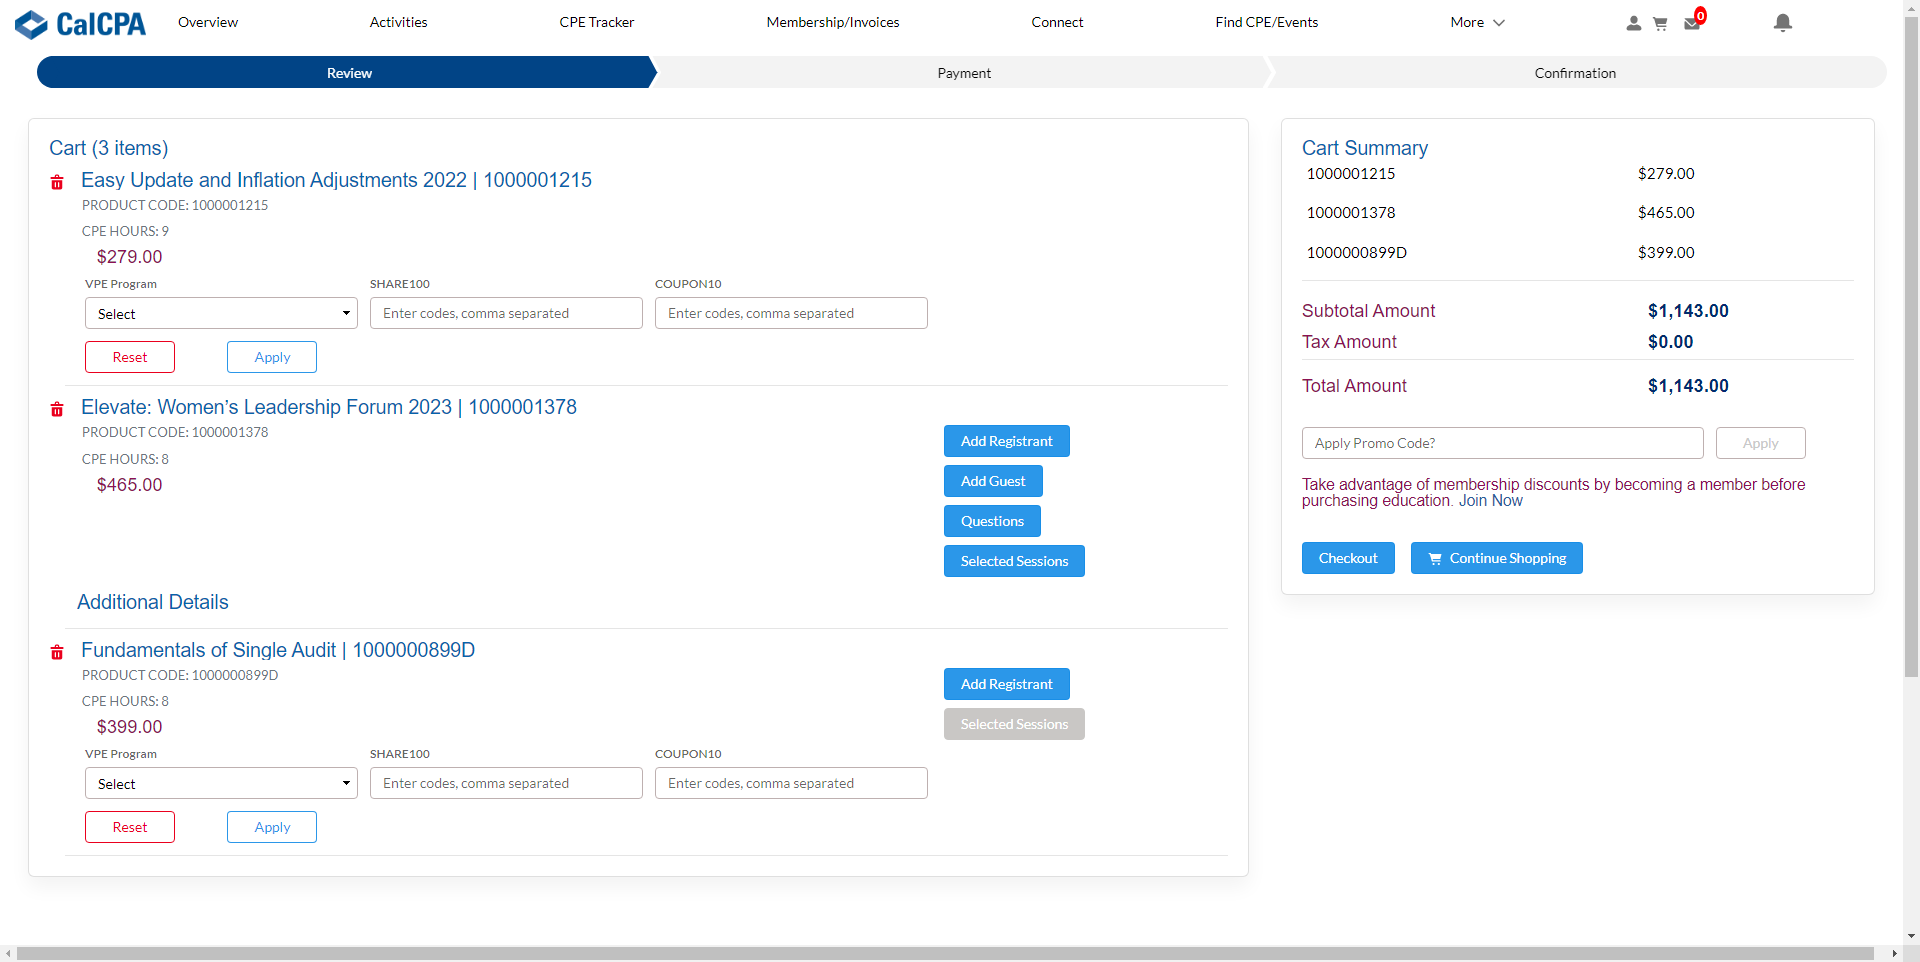 CalCPA
Overview
Activities
CPE Tracker
Membership/Invoices
Connect
Find CPE/Events
More
0
Review
Payment
Confirmation
Cart (3 items)
Easy Update and Inflation Adjustments 2022 | 1000001215
PRODUCT CODE: 1000001215
CPE HOURS: 9
$279.00
VPE Program
SHARE100
COUPON10
Select
Enter codes, comma separated
Enter codes, comma separated
Reset
Apply
Elevate: Women’s Leadership Forum 2023 | 1000001378
PRODUCT CODE: 1000001378
CPE HOURS: 8
$465.00
Add Registrant
Add Guest
Questions
Selected Sessions
Additional Details
Fundamentals of Single Audit | 1000000899D
PRODUCT CODE: 1000000899D
CPE HOURS: 8
$399.00
Add Registrant
Selected Sessions
VPE Program
SHARE100
COUPON10
Select
Enter codes, comma separated
Enter codes, comma separated
Reset
Apply
Cart Summary
1000001215 $279.00
1000001378 $465.00
1000000899D $399.00
Subtotal Amount $1,143.00
Tax Amount $0.00
Total Amount $1,143.00
Apply Promo Code?
Apply
Take advantage of membership discounts by becoming a member before
purchasing education. Join Now
Checkout
Continue Shopping